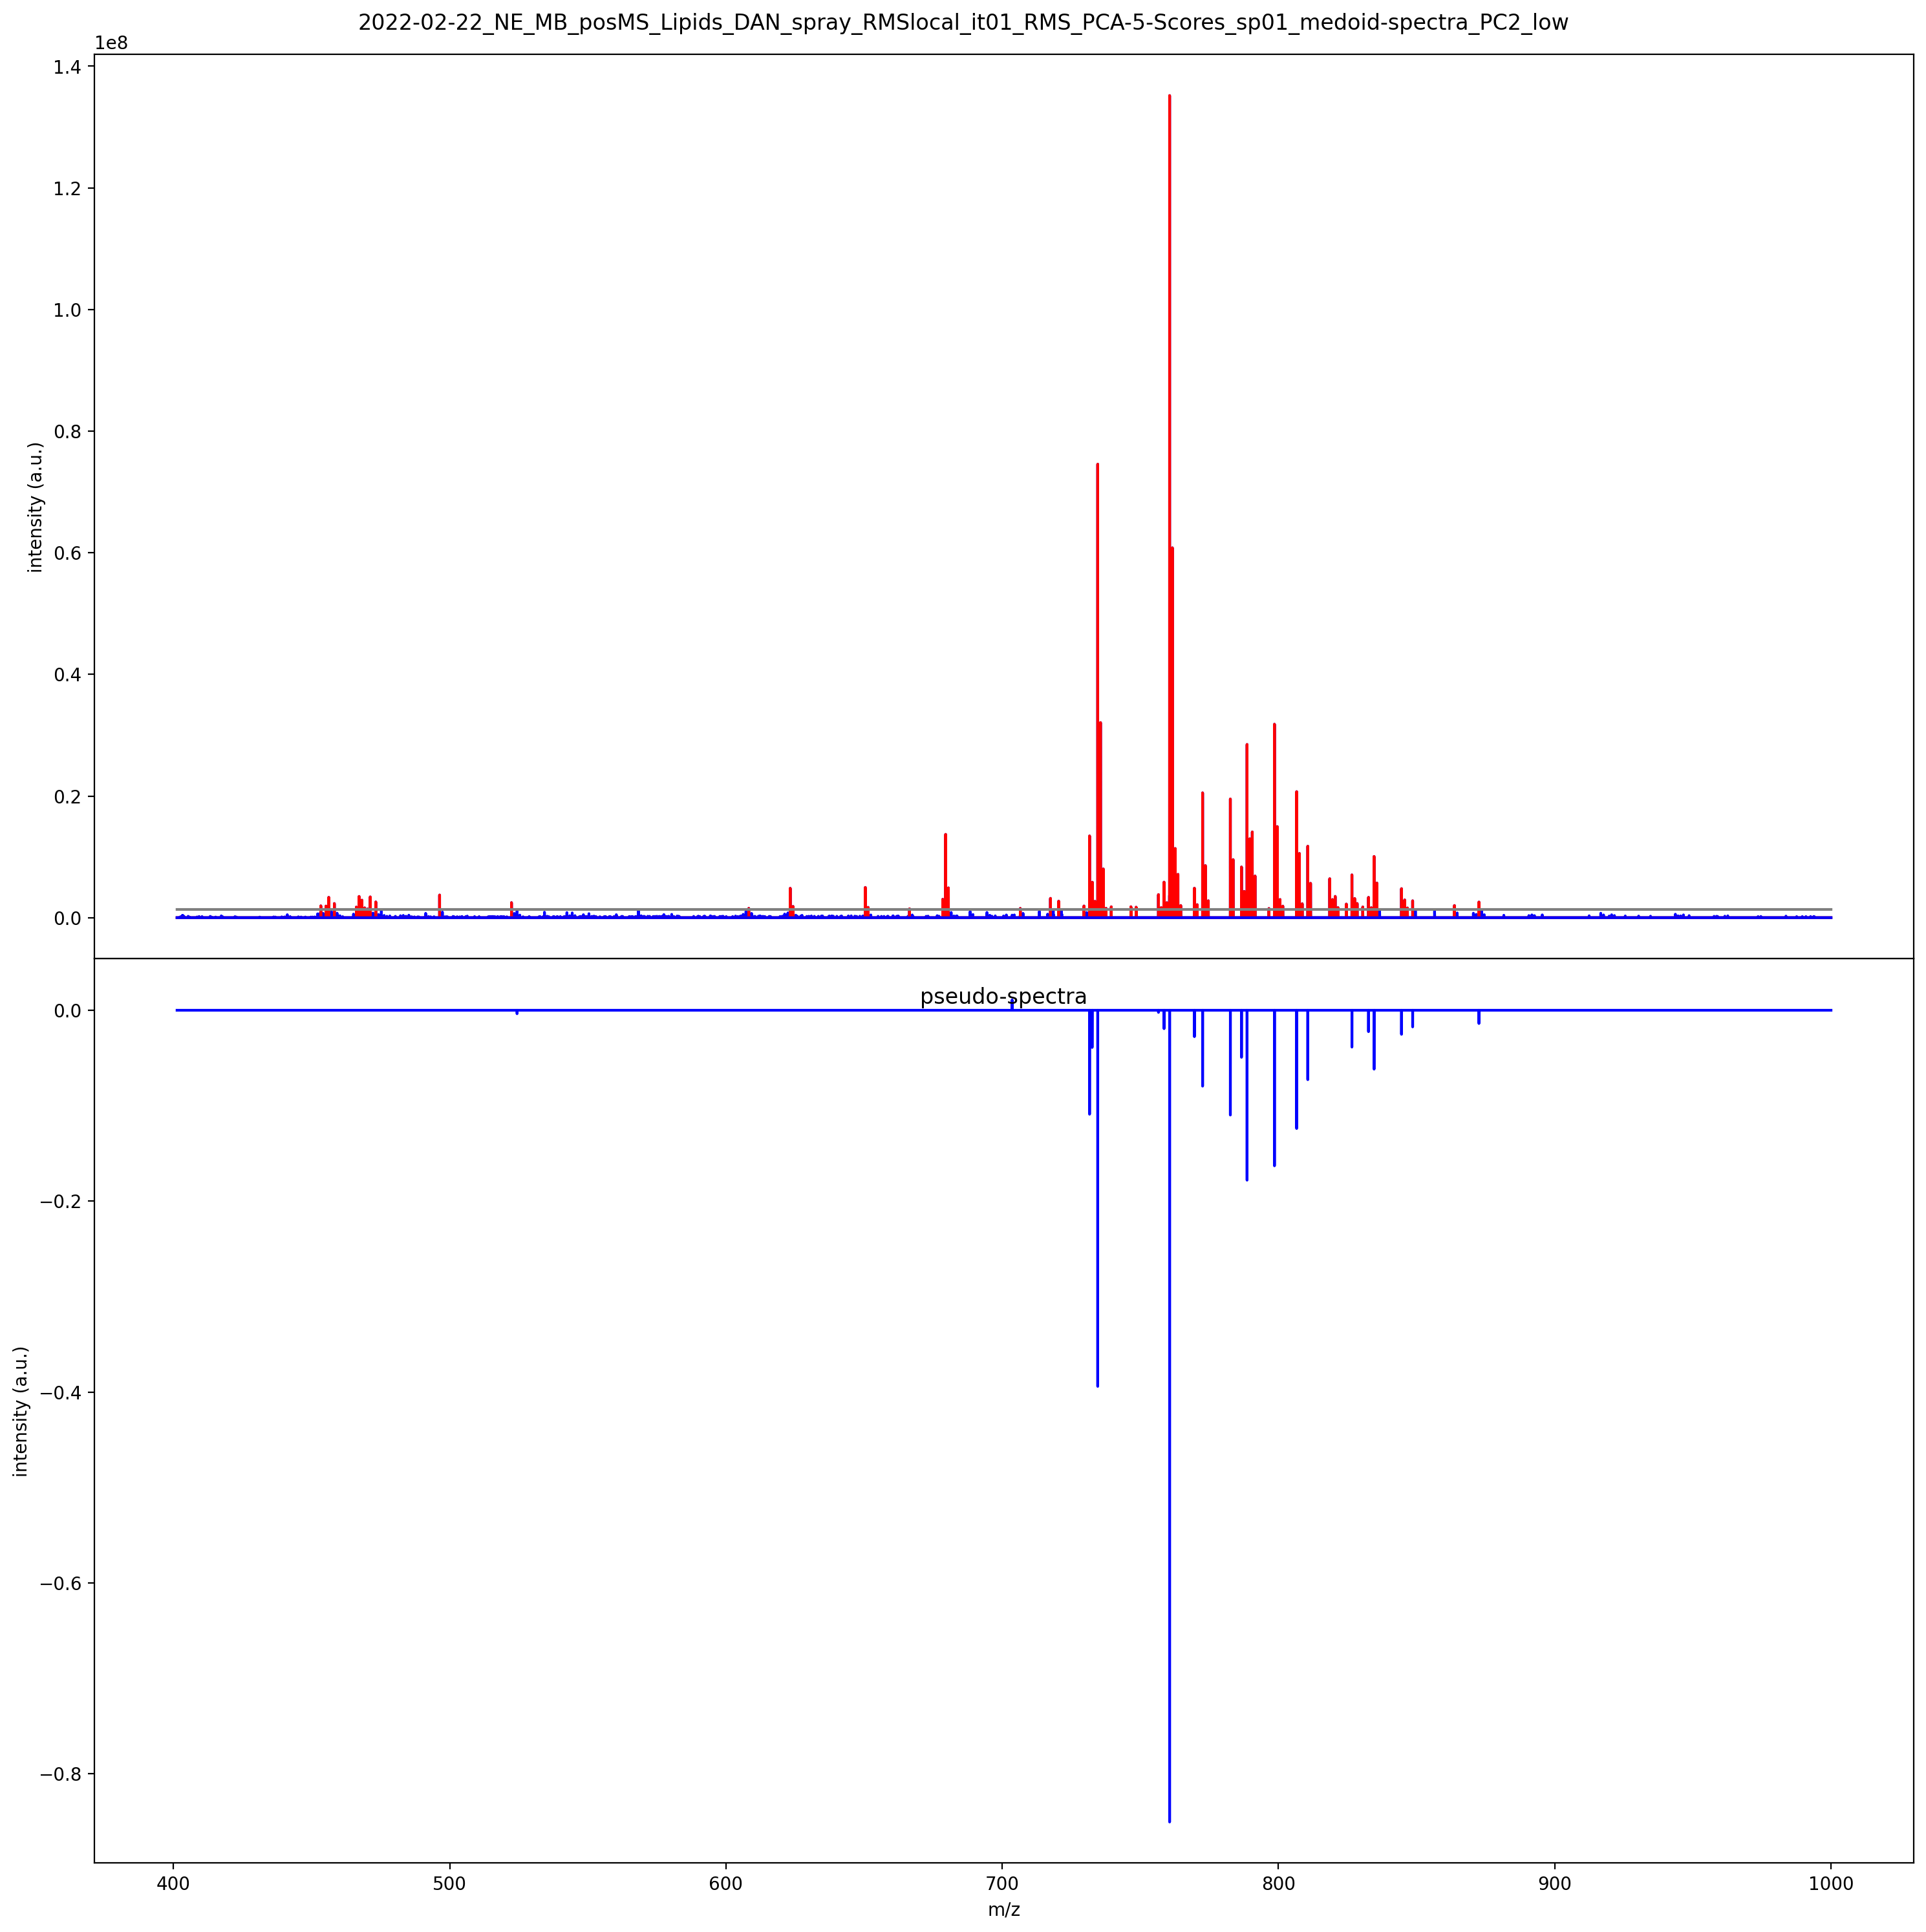 2022-02-22_NE_MB_posMS_Lipids_DAN_spray_RMSlocal_it01_RMS_PCA-5-Scores_sp01_medoid-spectra_PC2_low
1e8
1.4
1.2
1.0
0.8
0.6
0.4
0.2
0.0
intensity (a.u.)
pseudo-spectra
0.0
−0.2
−0.4
−0.6
−0.8
intensity (a.u.)
400 500 600 700 800 900 1000
m/z